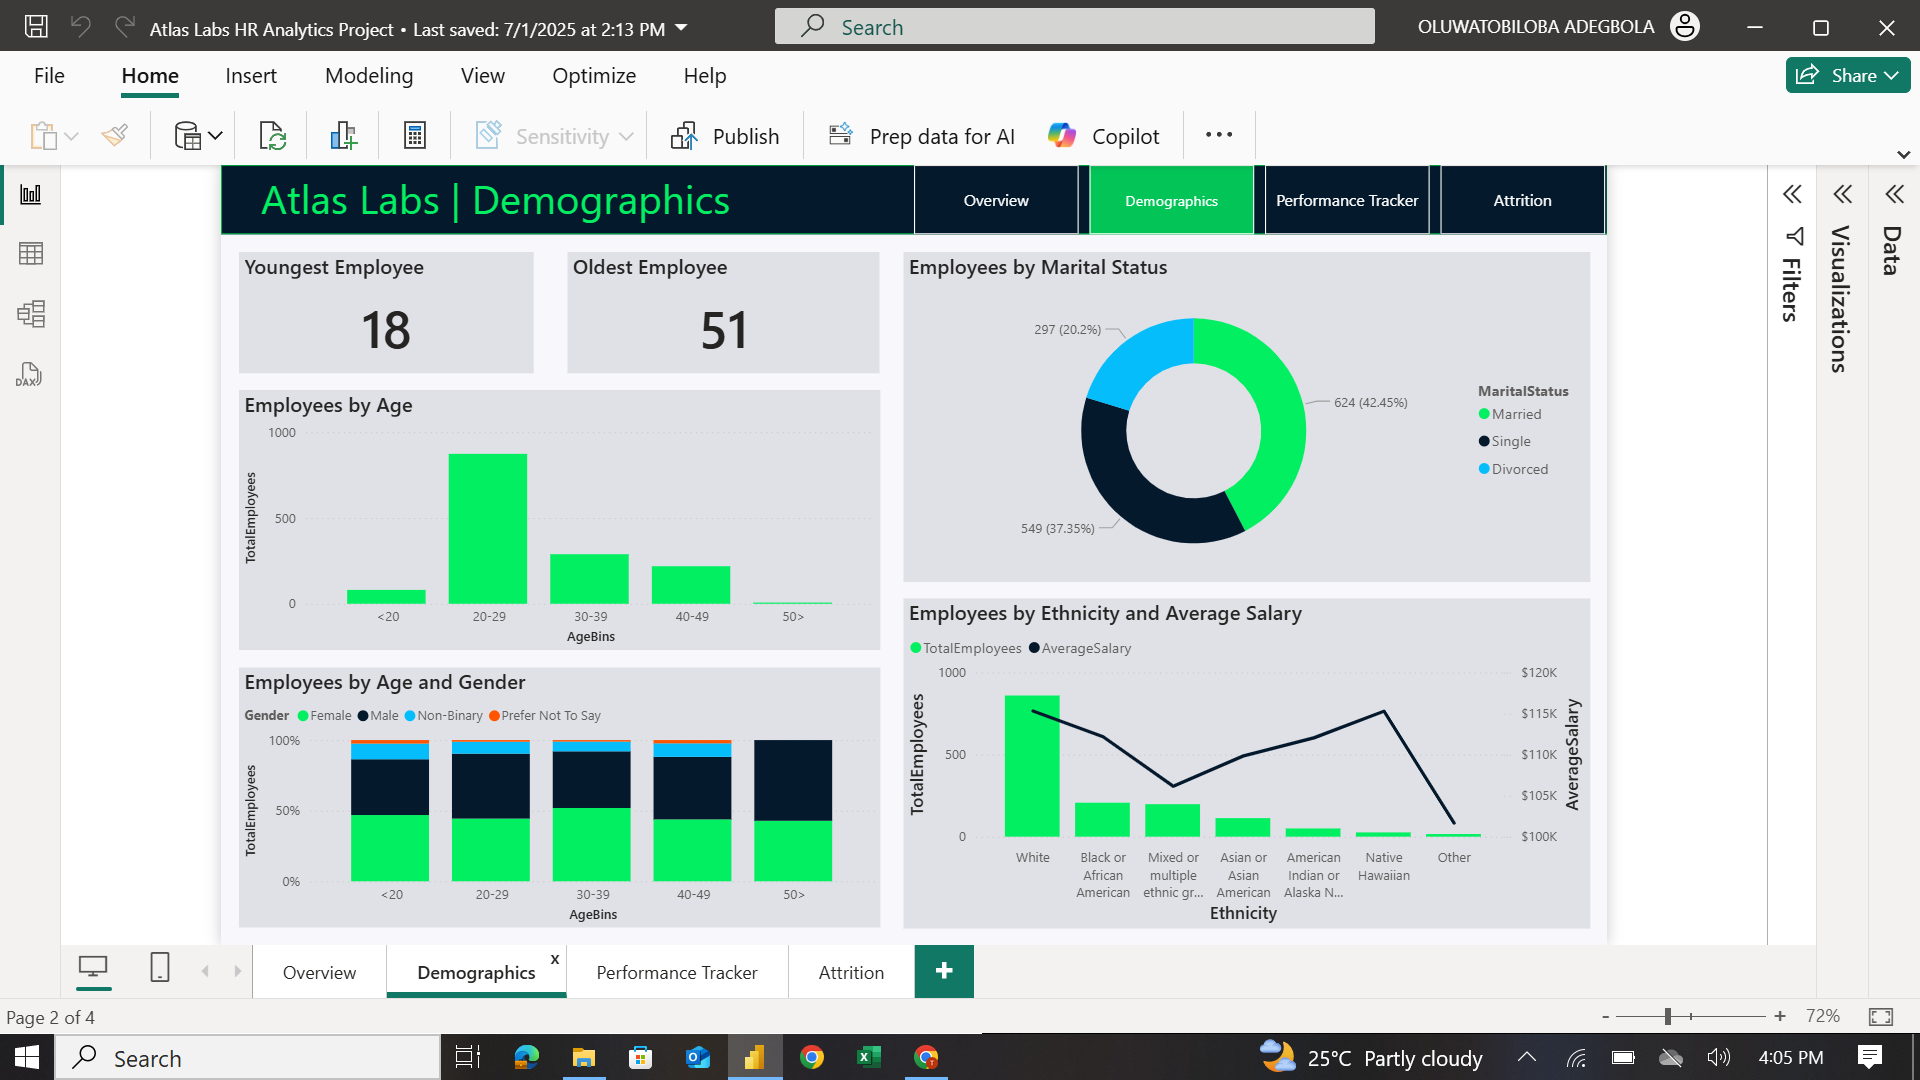 Atlas Labs HR Analytics Project • Last saved: 7/1/2025 at 2:13 PM
Search
OLUWATOBILOBA ADEGBOLA
File Home Insert Modeling View Optimize Help
Share
Sensitivity
Publish
Prep data for AI
Copilot
Atlas Labs | Demographics
Overview
Demographics
Performance Tracker
Attrition
Filters
Visualizations
Data
DAX
Youngest Employee
18
Oldest Employee
51
Employees by Age
1000
500
0
TotalEmployees
<20 20-29 30-39 40-49 50>
AgeBins
Employees by Age and Gender
Gender Female Male Non-Binary Prefer Not To Say
100%
50%
0%
TotalEmployees
<20 20-29 30-39 40-49 50>
AgeBins
Employees by Marital Status
297 (20.2%)
624 (42.45%)
549 (37.35%)
MaritalStatus
Married
Single
Divorced
Employees by Ethnicity and Average Salary
TotalEmployees AverageSalary
1000
500
0
TotalEmployees
$120K
$115K
$110K
$105K
$100K
AverageSalary
White
Black or
African
American
Mixed or
multiple
ethnic gr...
Asian or
Asian
American
American
Indian or
Alaska N...
Native
Hawaiian
Other
Ethnicity
Overview
Demographics x
Performance Tracker
Attrition
+
Page 2 of 4
- + 72%
Search
25°C Partly cloudy
4:05 PM